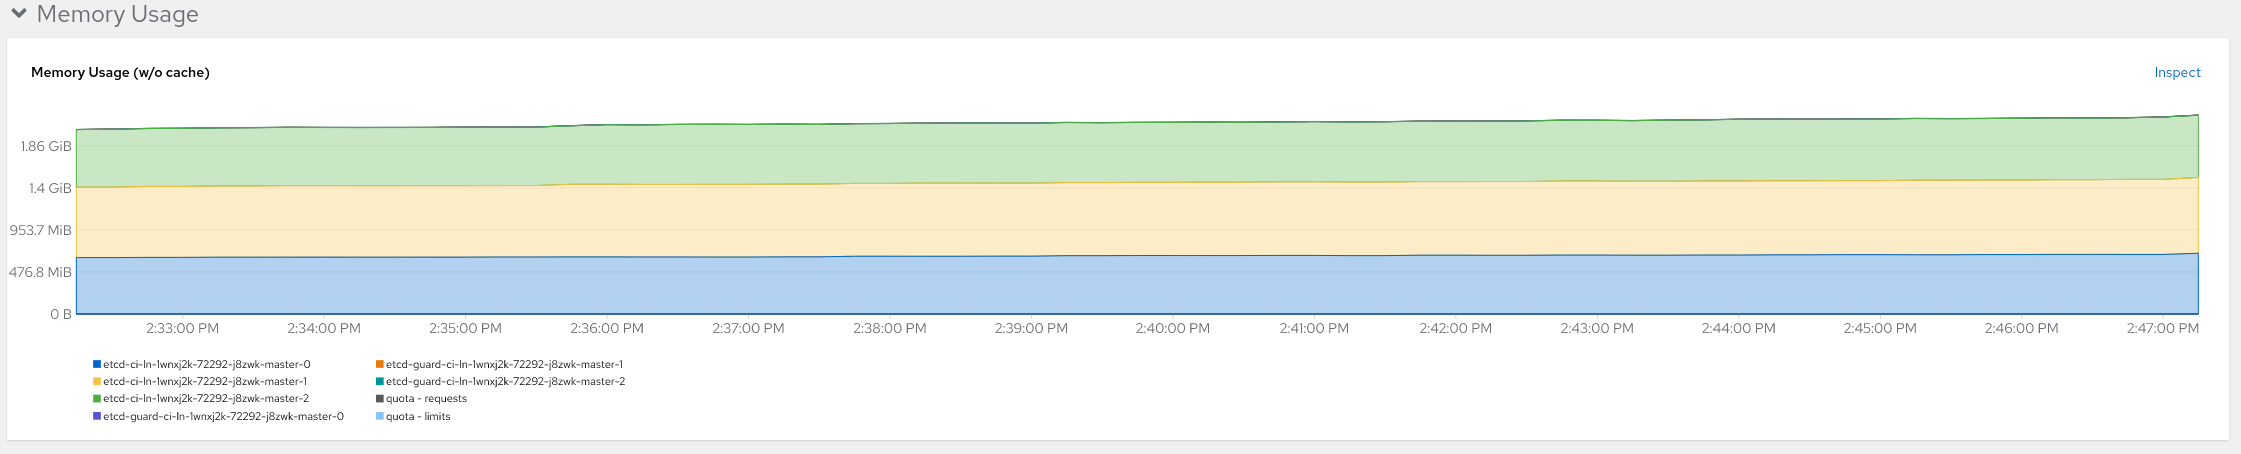 Memory Usage
Memory Usage (w/o cache)
Inspect
1.86 GiB
1.4 GiB
953.7 MiB
476.8 MiB
0 B
2:33:00 PM 2:34:00 PM 2:35:00 PM 2:36:00 PM 2:37:00 PM 2:38:00 PM 2:39:00 PM 2:40:00 PM 2:41:00 PM 2:42:00 PM 2:43:00 PM 2:44:00 PM 2:45:00 PM 2:46:00 PM 2:47:00 PM
etcd-ci-ln-1wnxj2k-72292-j8zwk-master-0
etcd-ci-ln-1wnxj2k-72292-j8zwk-master-1
etcd-ci-ln-1wnxj2k-72292-j8zwk-master-2
etcd-guard-ci-ln-1wnxj2k-72292-j8zwk-master-0
etcd-guard-ci-ln-1wnxj2k-72292-j8zwk-master-1
etcd-guard-ci-ln-1wnxj2k-72292-j8zwk-master-2
quota - requests
quota - limits